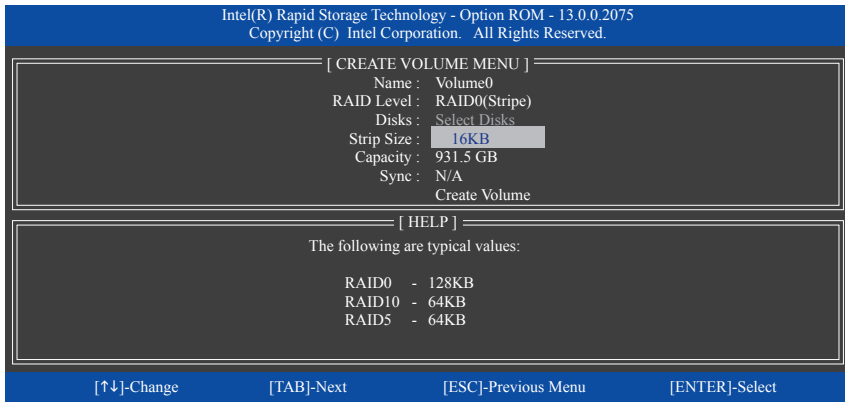 Intel(R) Rapid Storage Technology - Option ROM - 13.0.0.2075
Copyright (C) Intel Corporation. All Rights Reserved.
[ CREATE VOLUME MENU ]
Name : Volume0
RAID Level : RAID0(Stripe)
Disks : Select Disks
Strip Size : 16KB
Capacity : 931.5 GB
Sync : N/A
Create Volume
[ HELP ]
The following are typical values:
RAID0 - 128KB
RAID10 - 64KB
RAID5 - 64KB
[↑↓]-Change [TAB]-Next [ESC]-Previous Menu [ENTER]-Select